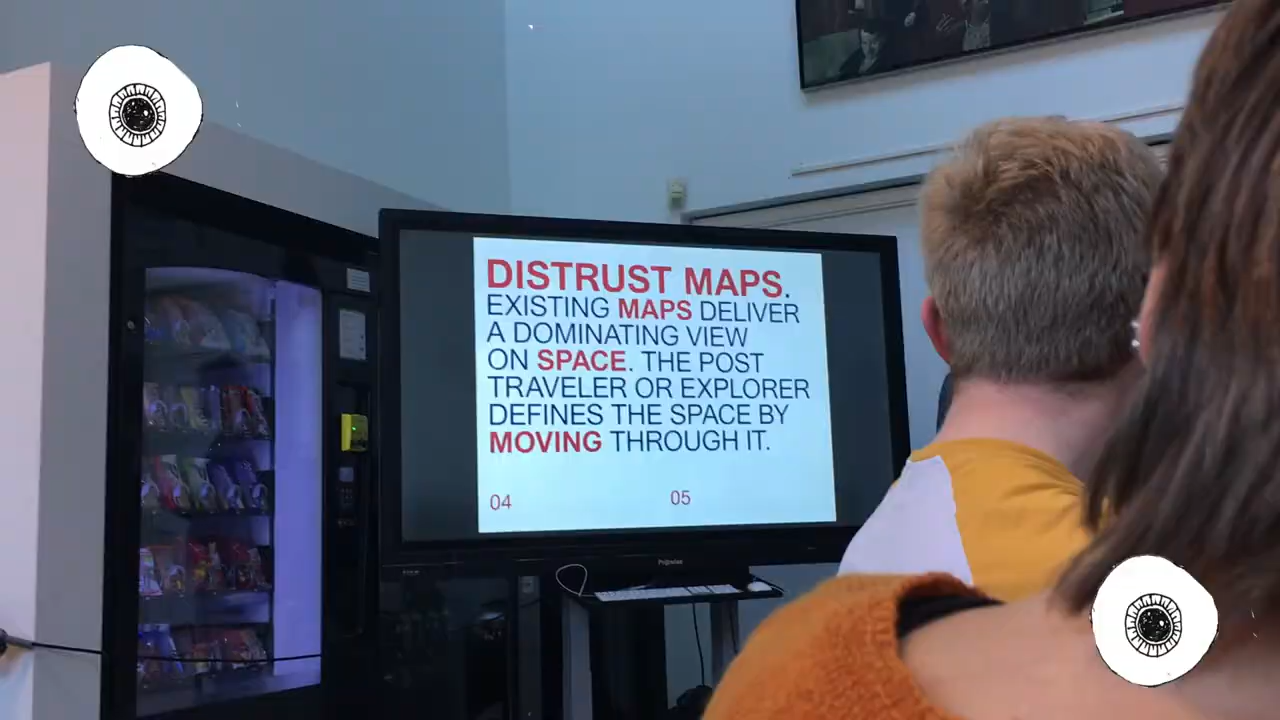 DISTRUST MAPS.
EXISTING MAPS DELIVER
A DOMINATING VIEW
ON SPACE. THE POST
TRAVELER OR EXPLORER
DEFINES THE SPACE BY
MOVING THROUGH IT.
04 05